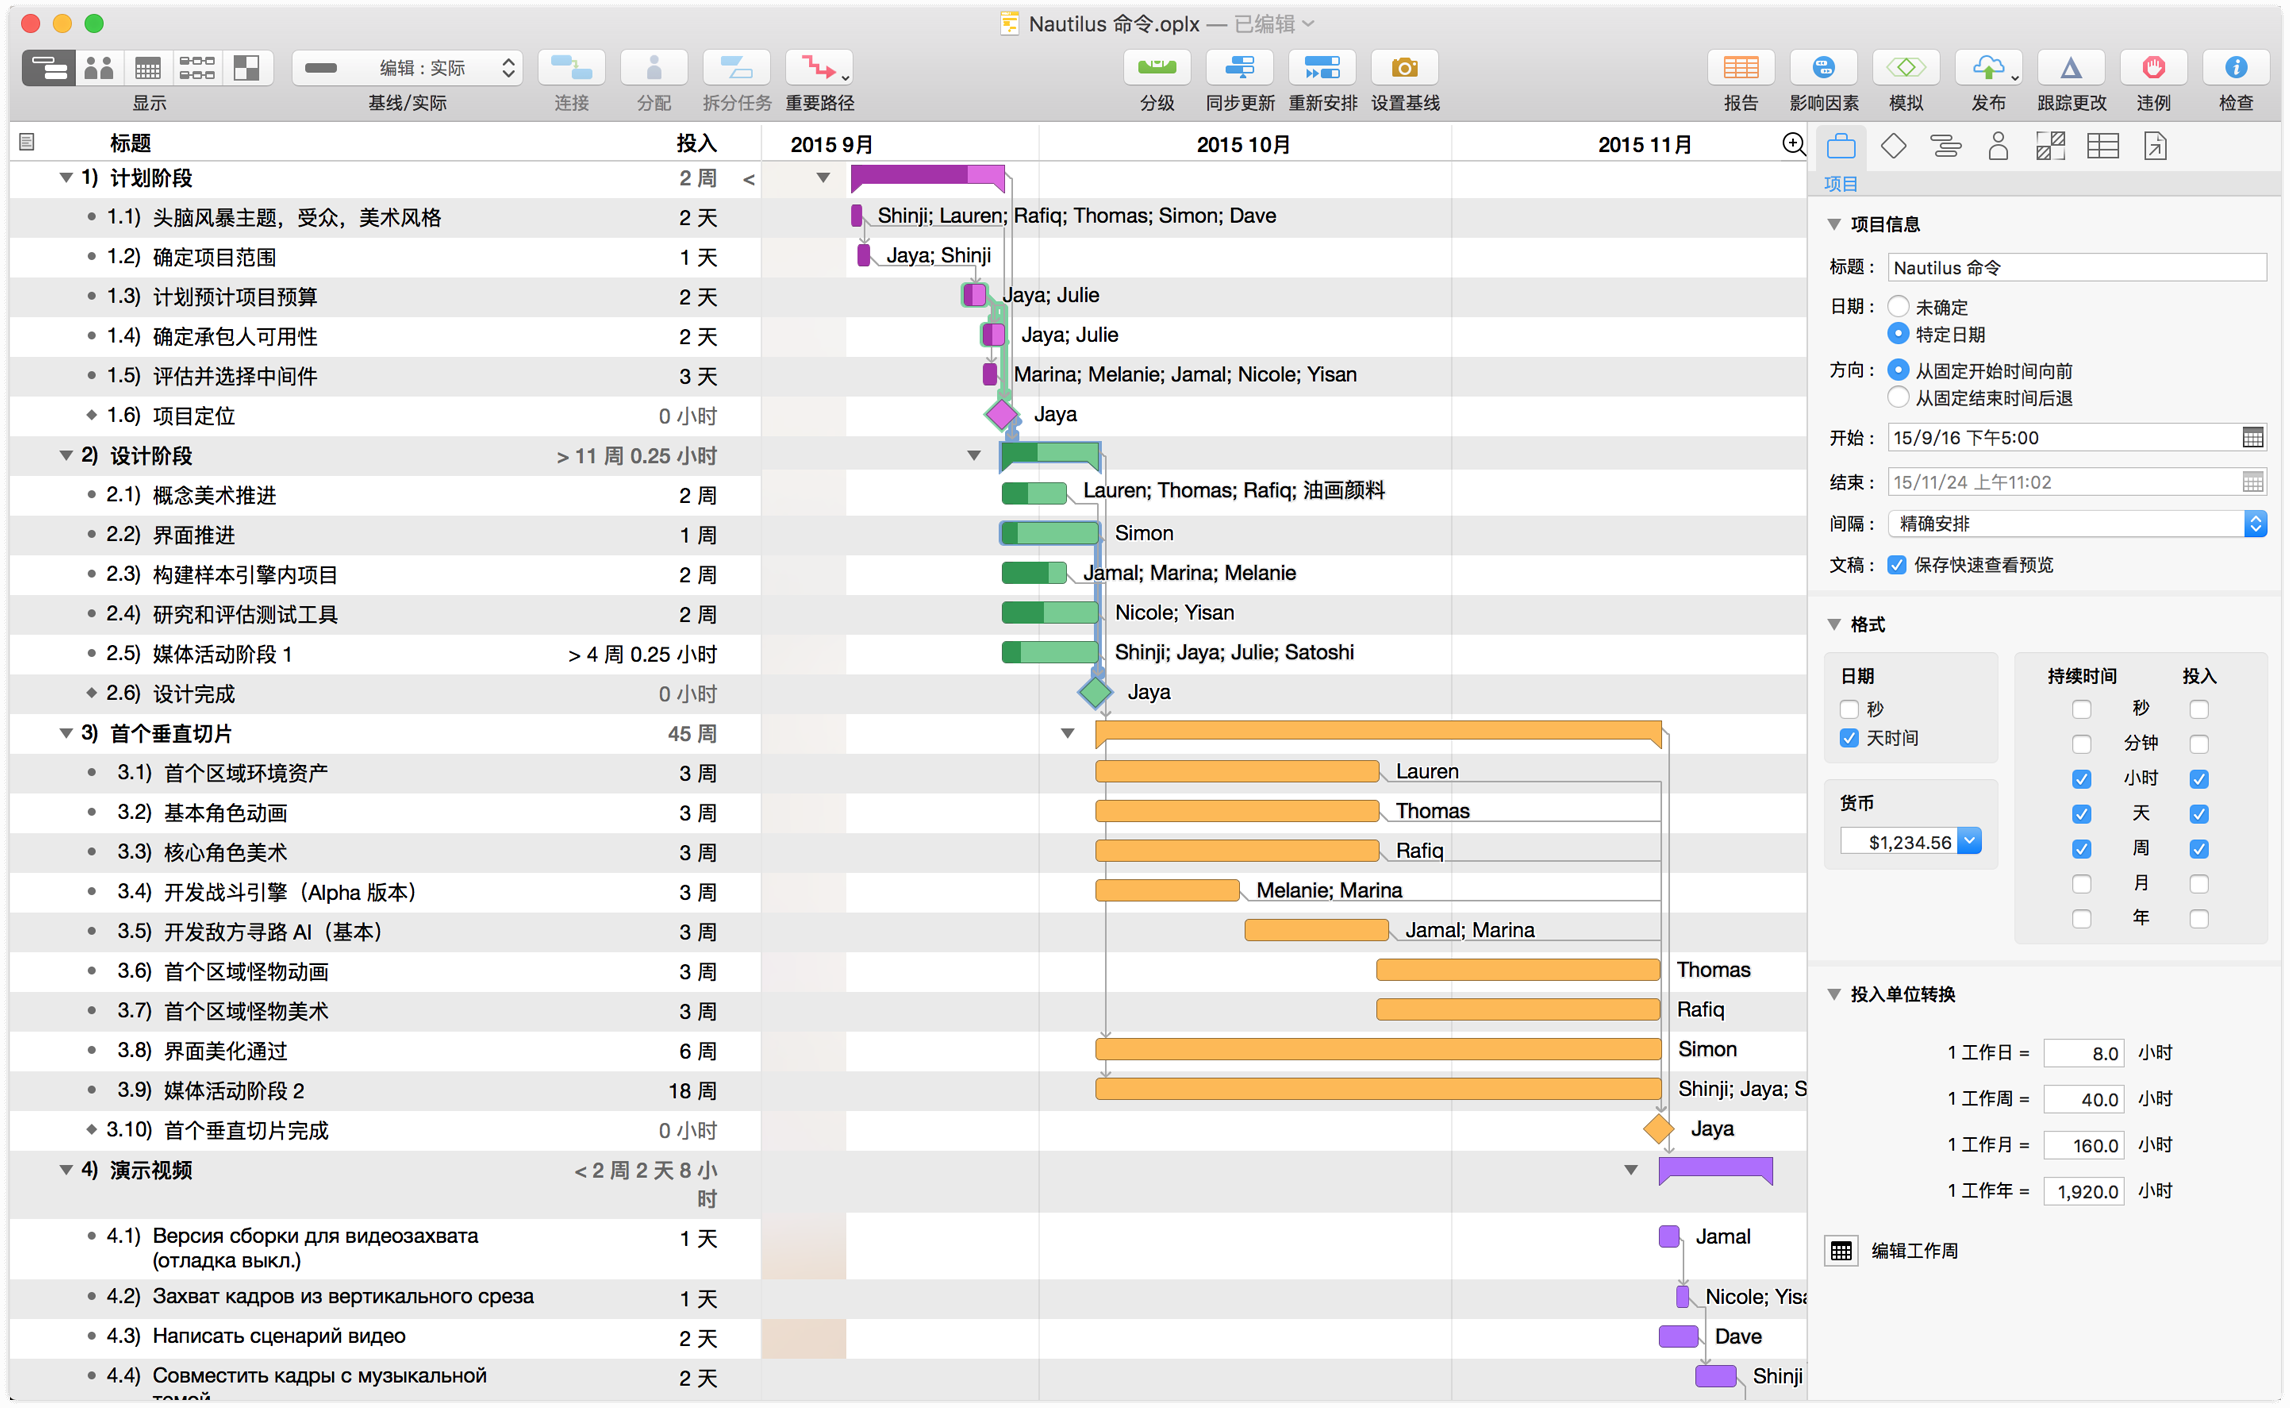 Nautilus 命令.oplx — 已编辑
编辑：实际
显示
基线/实际
连接
分配
拆分任务
重要路径
分级
同步更新
重新安排
设置基线
报告
影响因素
模拟
发布
跟踪更改
违例
检查
标题 投入
2015 9月 2015 10月 2015 11月
1) 计划阶段 2 周 <
1.1) 头脑风暴主题，受众，美术风格 2 天 Shinji; Lauren; Rafiq; Thomas; Simon; Dave
1.2) 确定项目范围 1 天 Jaya; Shinji
1.3) 计划预计项目预算 2 天 Jaya; Julie
1.4) 确定承包人可用性 2 天 Jaya; Julie
1.5) 评估并选择中间件 3 天 Marina; Melanie; Jamal; Nicole; Yisan
1.6) 项目定位 0 小时 Jaya
2) 设计阶段 > 11 周 0.25 小时
2.1) 概念美术推进 2 周 Lauren; Thomas; Rafiq; 油画颜料
2.2) 界面推进 1 周 Simon
2.3) 构建样本引擎内项目 2 周 Jamal; Marina; Melanie
2.4) 研究和评估测试工具 2 周 Nicole; Yisan
2.5) 媒体活动阶段 1 > 4 周 0.25 小时 Shinji; Jaya; Julie; Satoshi
2.6) 设计完成 0 小时 Jaya
3) 首个垂直切片 45 周
3.1) 首个区域环境资产 3 周 Lauren
3.2) 基本角色动画 3 周 Thomas
3.3) 核心角色美术 3 周 Rafiq
3.4) 开发战斗引擎（Alpha 版本） 3 周 Melanie; Marina
3.5) 开发敌方寻路 AI（基本） 3 周 Jamal; Marina
3.6) 首个区域怪物动画 3 周 Thomas
3.7) 首个区域怪物美术 3 周 Rafiq
3.8) 界面美化通过 6 周 Simon
3.9) 媒体活动阶段 2 18 周 Shinji; Jaya; S
3.10) 首个垂直切片完成 0 小时 Jaya
4) 演示视频 < 2 周 2 天 8 小
时
4.1) Версия сборки для видеозахвата 1 天 Jamal
(отладка выкл.)
4.2) Захват кадров из вертикального среза 1 天 Nicole; Yisa
4.3) Написать сценарий видео 2 天 Dave
4.4) Совместить кадры с музыкальной 2 天 Shinji
项目
项目信息
标题： Nautilus 命令
日期： 未确定
特定日期
方向： 从固定开始时间向前
从固定结束时间后退
开始： 15/9/16 下午5:00
结束： 15/11/24 上午11:02
间隔： 精确安排
文稿： 保存快速查看预览
格式
日期
秒
天时间
货币
$1,234.56
持续时间 投入
秒
分钟
小时
天
周
月
年
投入单位转换
1 工作日 = 8.0 小时
1 工作周 = 40.0 小时
1 工作月 = 160.0 小时
1 工作年 = 1,920.0 小时
编辑工作周